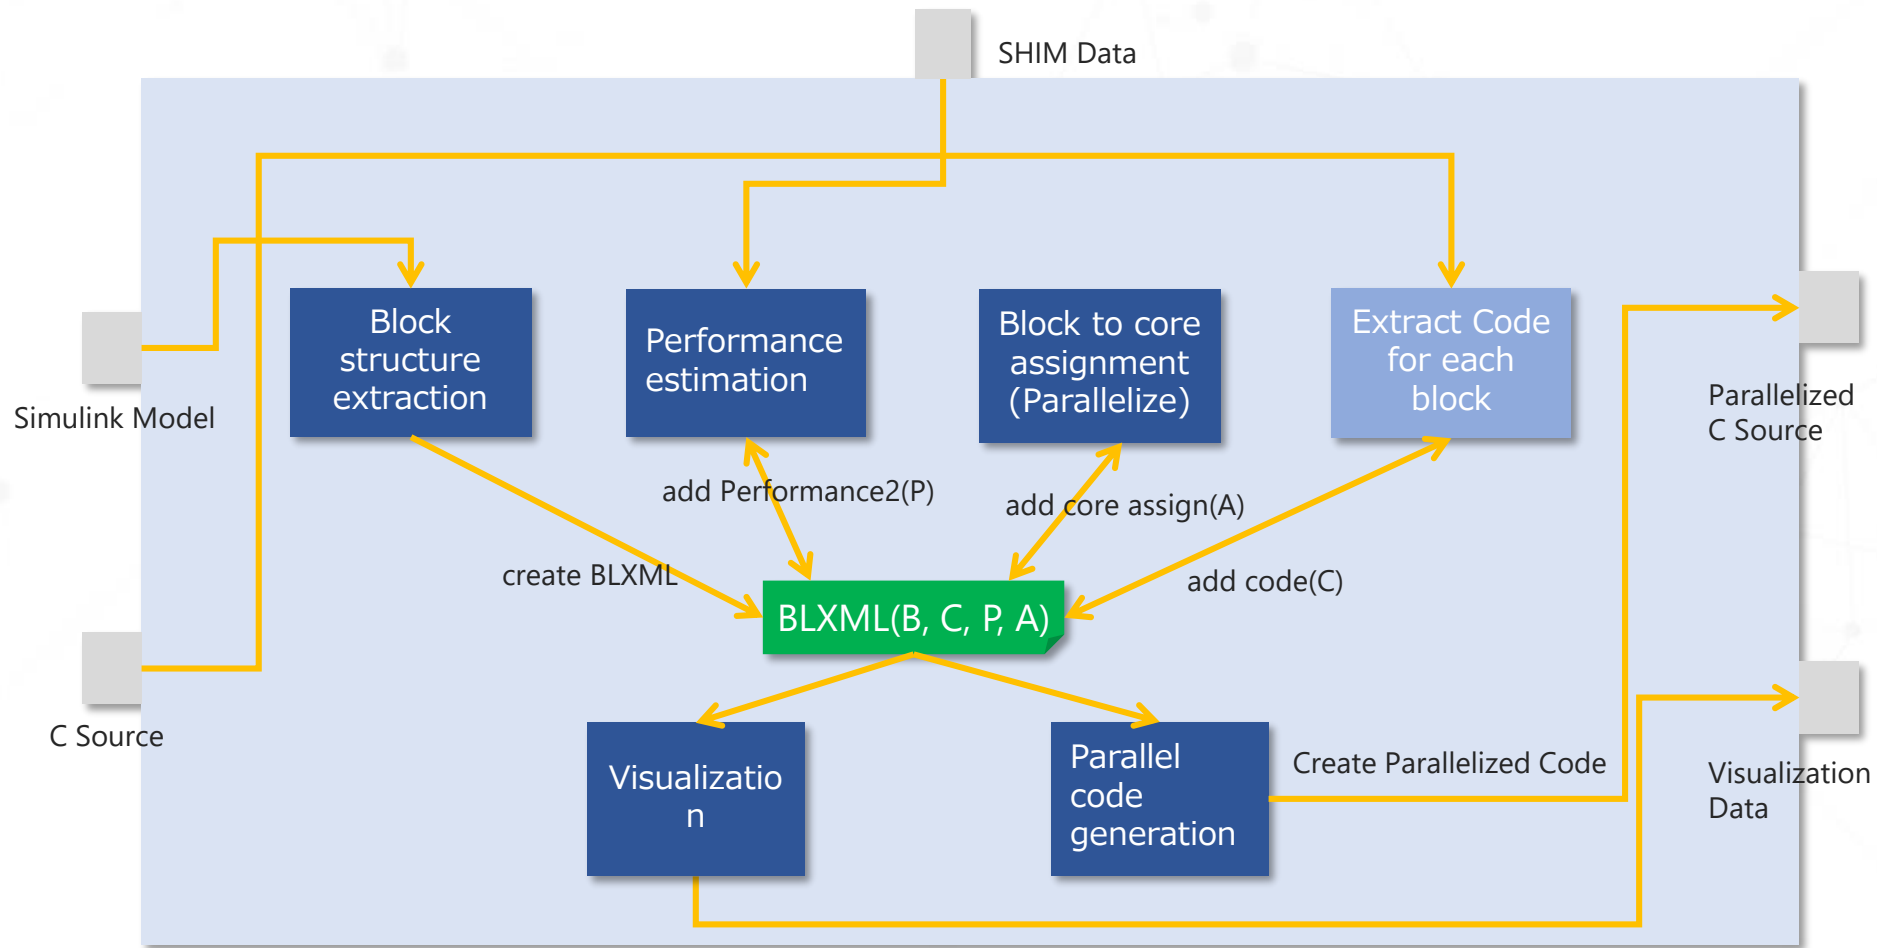 SHIM Data
Block
structure
extraction
Performance
estimation
Block to core
assignment
(Parallelize)
Extract Code
for each
block
Simulink Model
Parallelized
C Source
add Performance2(P)
add core assign(A)
create BLXML
add code(C)
BLXML(B, C, P, A)
C Source
Visualizatio
n
Parallel
code
generation
Create Parallelized Code
Visualization
Data